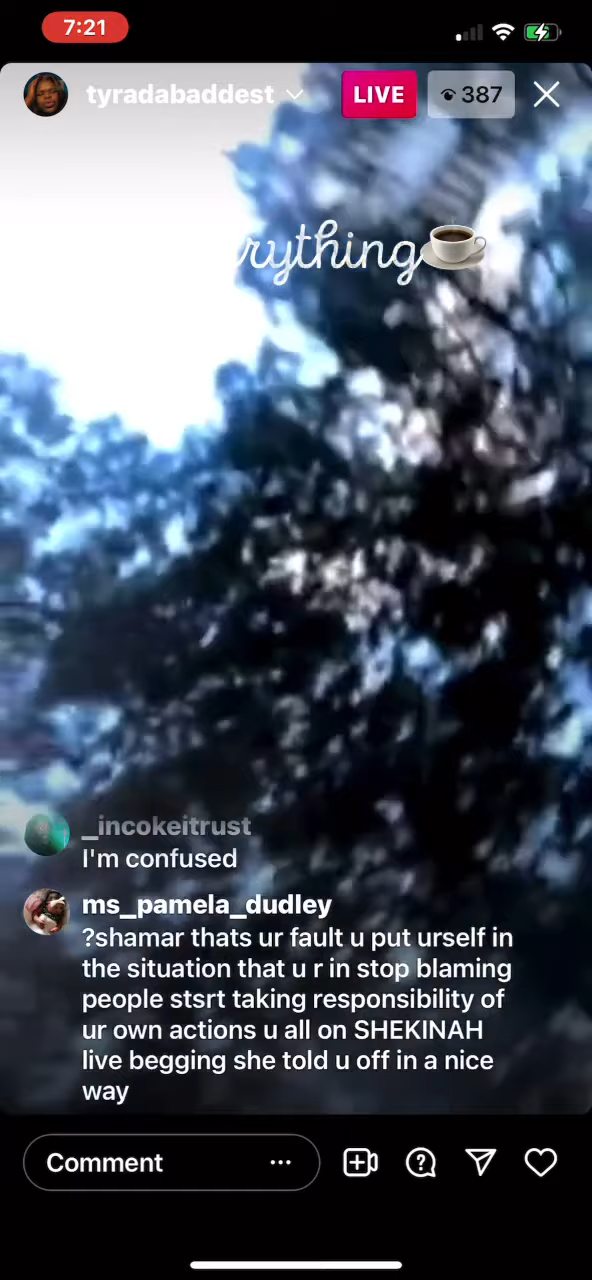 7:21
tyradabaddest
LIVE
387
rything
_incokeitrust
I'm confused
ms_pamela_dudley
?shamar thats ur fault u put urself in
the situation that u r in stop blaming
people stsrt taking responsibility of
ur own actions u all on SHEKINAH
live begging she told u off in a nice
way
Comment